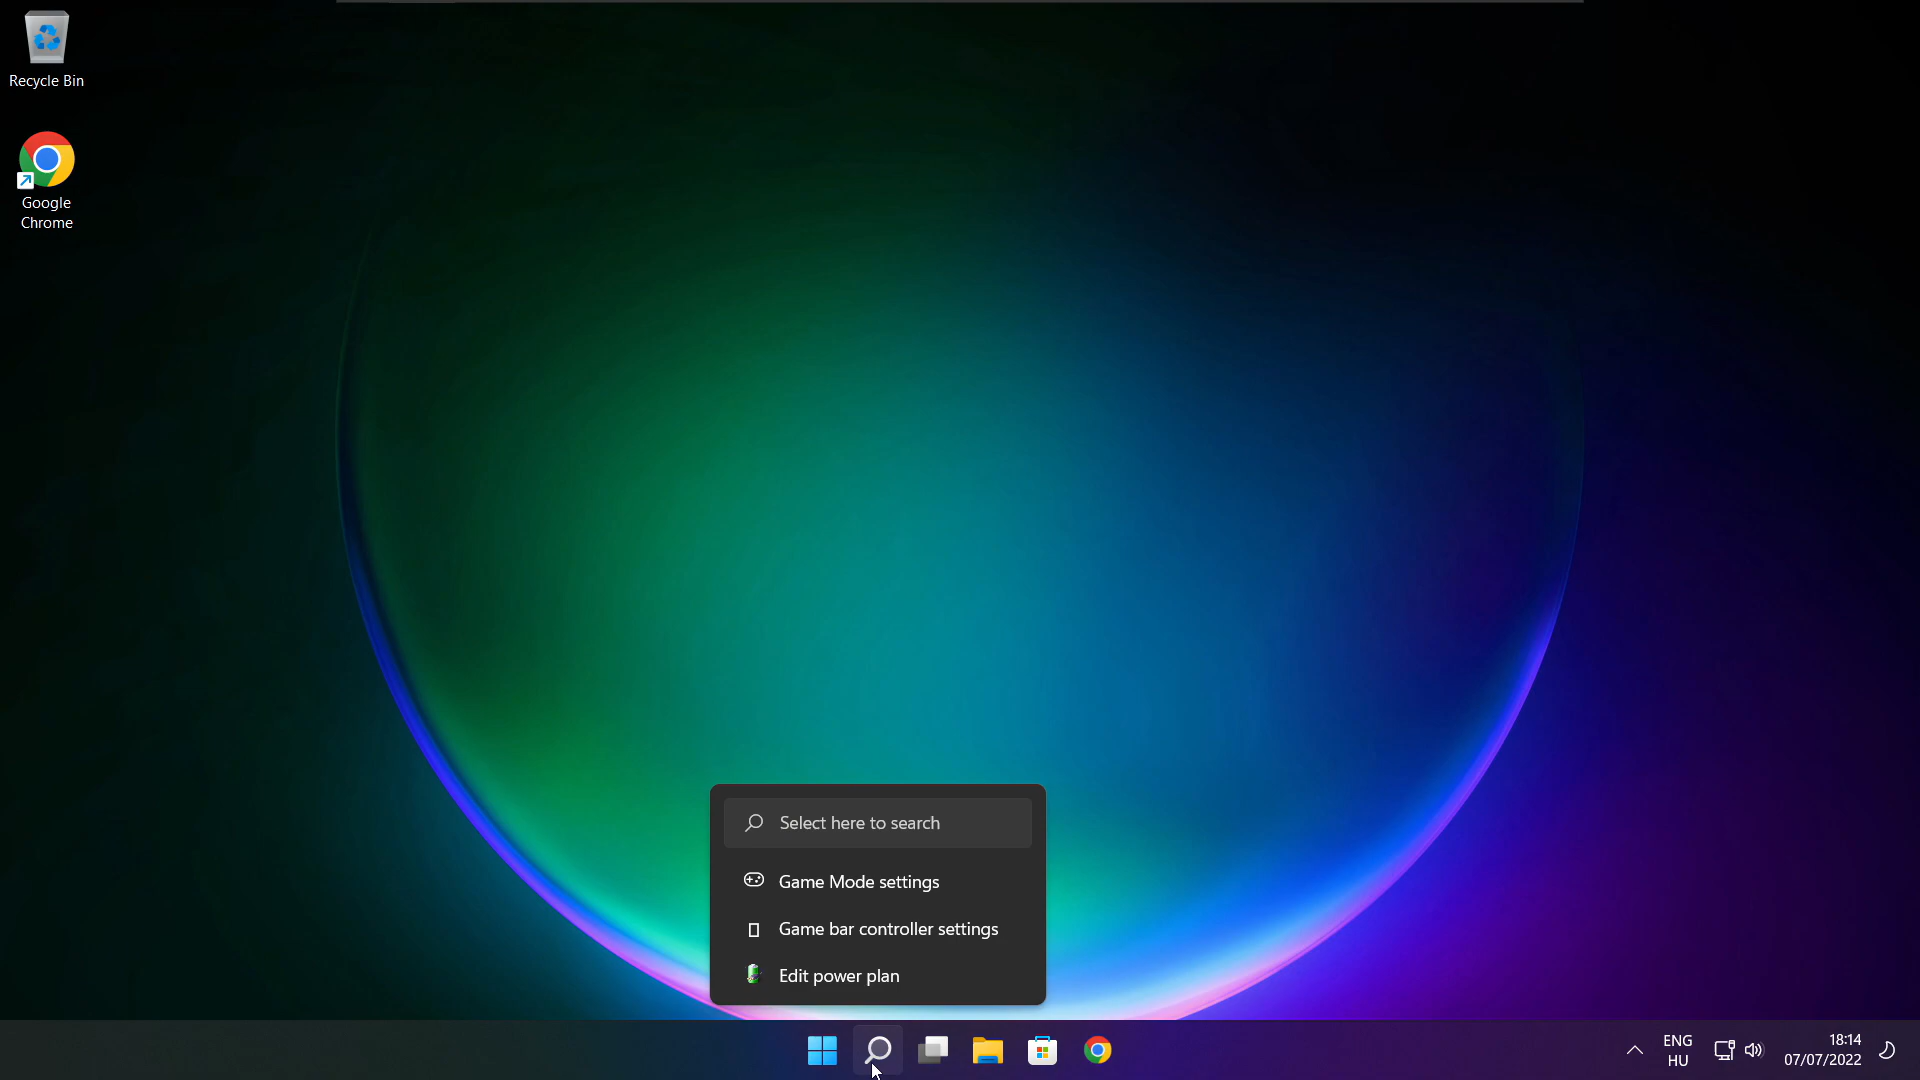 Recycle Bin
Google
Chrome
Select here to search
Game Mode settings
Game bar controller settings
Edit power plan
ENG
HU
18:14
07/07/2022